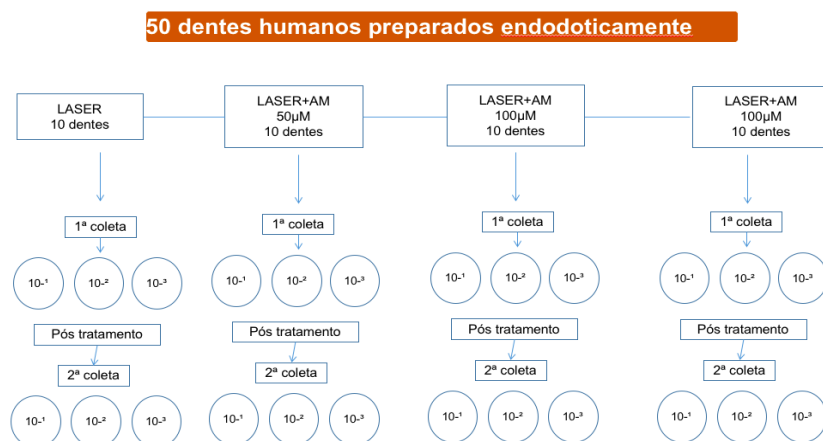 50 dentes humanos preparados endodoticamente
LASER
10 dentes
LASER+AM
50µM
10 dentes
LASER+AM
100µM
10 dentes
LASER+AM
100µM
10 dentes
1ª coleta
1ª coleta
1ª coleta
1ª coleta
10-¹ 10-² 10-³
10-¹ 10-² 10-³
10-¹ 10-² 10-³
10-¹ 10-² 10-³
Pós tratamento
Pós tratamento
Pós tratamento
Pós tratamento
2ª coleta
2ª coleta
2ª coleta
2ª coleta
10-¹ 10-² 10-³
10-¹ 10-² 10-³
10-¹ 10-² 10-³
10-¹ 10-² 10-³